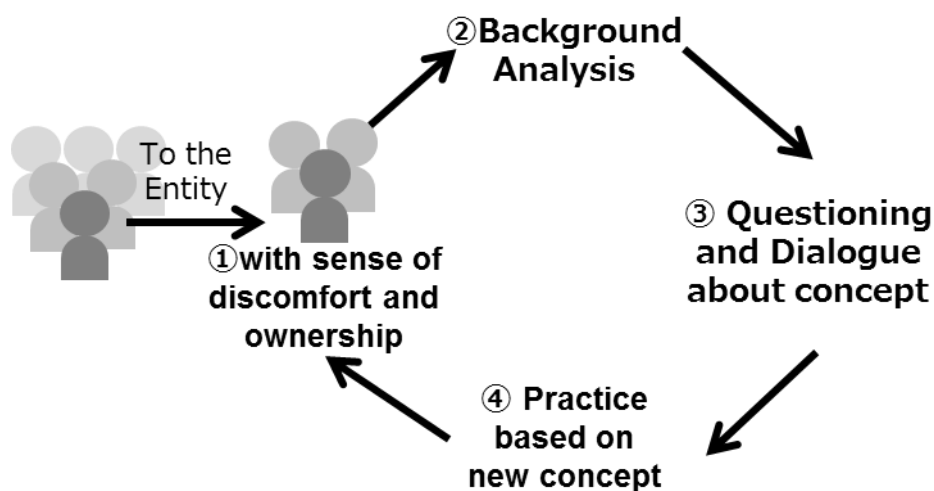 To the
Entity
①with sense of
discomfort and
ownership
②Background
Analysis
③ Questioning
and Dialogue
about concept
④ Practice
based on
new concept